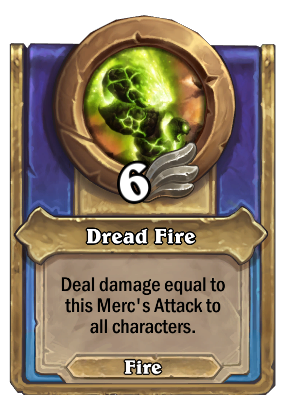 6
Dread Fire
Deal damage equal to
this Merc's Attack to
all characters.
Fire